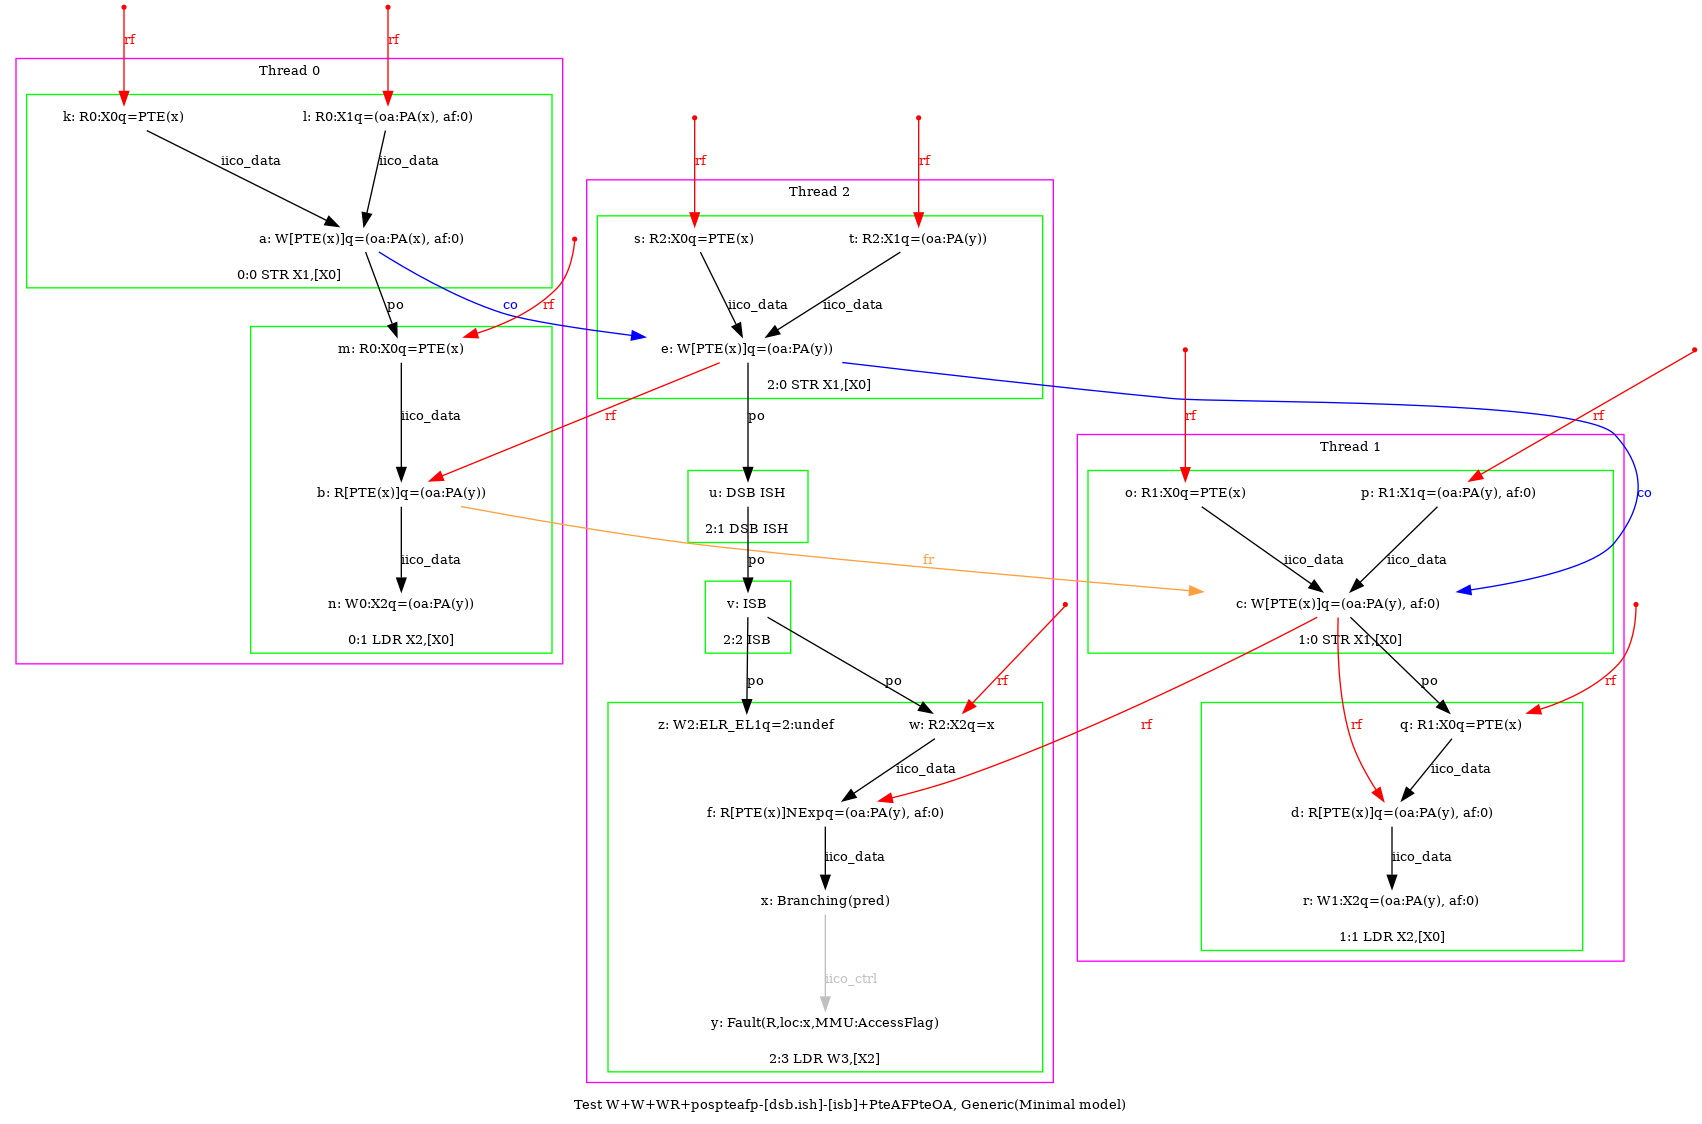 rf
rf
Thread 0
k: R0:X0q=PTE(x)
l: R0:X1q=(oa:PA(x), af:0)
iico_data
iico_data
a: W[PTE(x)]q=(oa:PA(x), af:0)
0:0 STR X1,[X0]
po
co
rf
m: R0:X0q=PTE(x)
iico_data
b: R[PTE(x)]q=(oa:PA(y))
iico_data
n: W0:X2q=(oa:PA(y))
0:1 LDR X2,[X0]
rf
rf
Thread 2
s: R2:X0q=PTE(x)
t: R2:X1q=(oa:PA(y))
iico_data
iico_data
e: W[PTE(x)]q=(oa:PA(y))
2:0 STR X1,[X0]
rf
po
u: DSB ISH
2:1 DSB ISH
po
fr
v: ISB
2:2 ISB
po
po
rf
z: W2:ELR_EL1q=2:undef
w: R2:X2q=x
iico_data
f: R[PTE(x)]NExpq=(oa:PA(y), af:0)
iico_data
x: Branching(pred)
iico_ctrl
y: Fault(R,loc:x,MMU:AccessFlag)
2:3 LDR W3,[X2]
rf
rf
Thread 1
o: R1:X0q=PTE(x)
p: R1:X1q=(oa:PA(y), af:0)
co
iico_data
iico_data
c: W[PTE(x)]q=(oa:PA(y), af:0)
1:0 STR X1,[X0]
po
rf
rf
rf
q: R1:X0q=PTE(x)
iico_data
d: R[PTE(x)]q=(oa:PA(y), af:0)
iico_data
r: W1:X2q=(oa:PA(y), af:0)
1:1 LDR X2,[X0]
Test W+W+WR+pospteafp-[dsb.ish]-[isb]+PteAFPteOA, Generic(Minimal model)